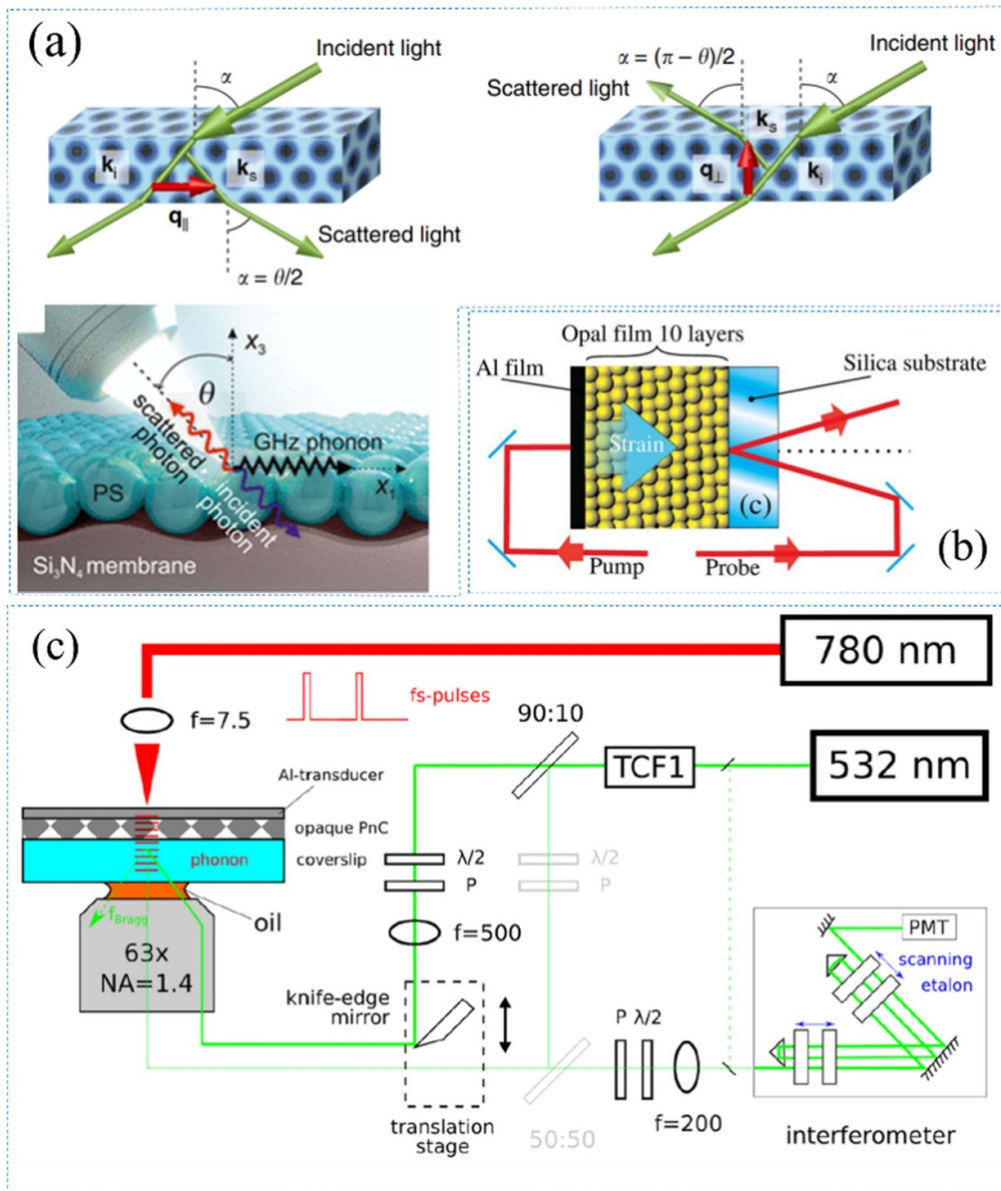 (a)
Incident light
α
k_i
k_s
q_∥
Scattered light
α = θ/2
α = (π − θ)/2
Incident light
Scattered light
α
k_s
q_⊥
k_i
X_3
θ
scattered
photon
GHz phonon
X_1
incident
photon
PS
Si_3N_4 membrane
Opal film 10 layers
Al film
Silica substrate
Strain
(c)
Pump
Probe
(b)
(c)
780 nm
fs-pulses
f=7.5
90:10
TCF1
532 nm
Al-transducer
opaque PnC
phonon
coverslip
λ/2
P
λ/2
P
f_Bragg
oil
f=500
63x
NA=1.4
knife-edge
mirror
PMT
scanning
etalon
P λ/2
translation
stage
50:50
f=200
interferometer